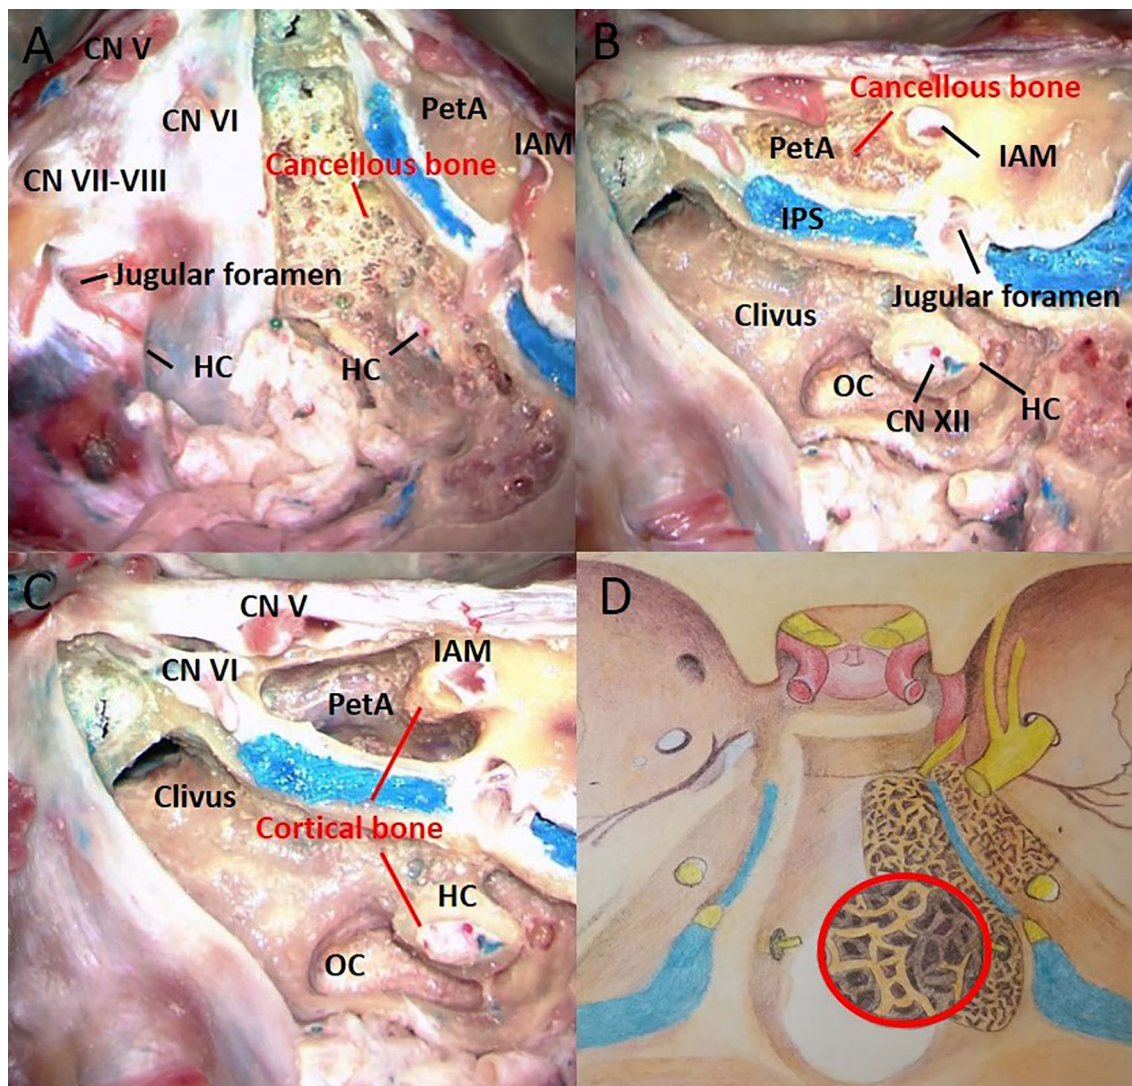 A
CN V
CN VI
PetA
IAM
Cancellous bone
CN VII-VIII
Jugular foramen
HC
HC
B
Cancellous bone
PetA
IAM
IPS
Jugular foramen
Clivus
OC
CN XII
HC
C
CN V
IAM
CN VI
PetA
Clivus
Cortical bone
HC
OC
D